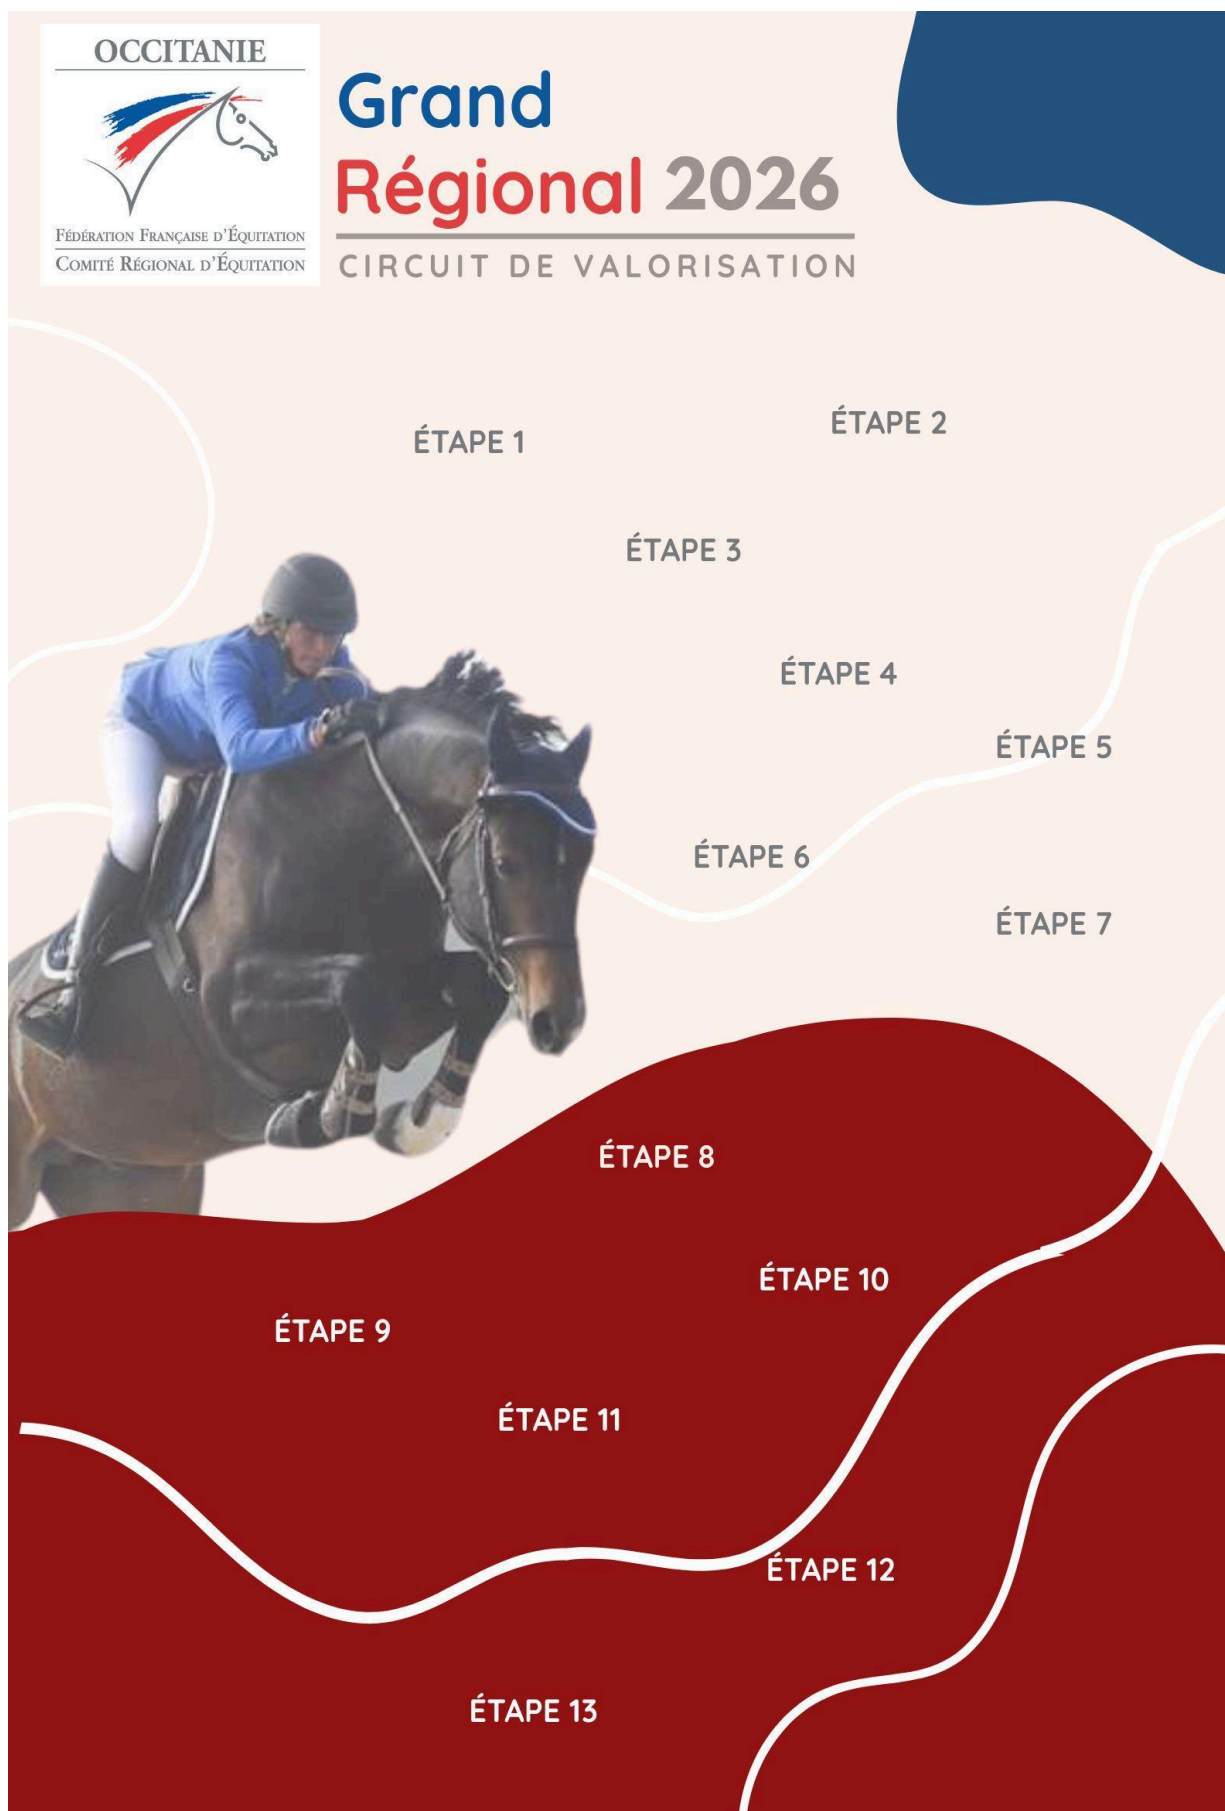 OCCITANIE
FÉDÉRATION FRANÇAISE D'ÉQUITATION
COMITÉ RÉGIONAL D'ÉQUITATION
Grand
Régional 2026
CIRCUIT DE VALORISATION
ÉTAPE 1
ÉTAPE 2
ÉTAPE 3
ÉTAPE 4
ÉTAPE 5
ÉTAPE 6
ÉTAPE 7
ÉTAPE 8
ÉTAPE 9
ÉTAPE 10
ÉTAPE 11
ÉTAPE 12
ÉTAPE 13